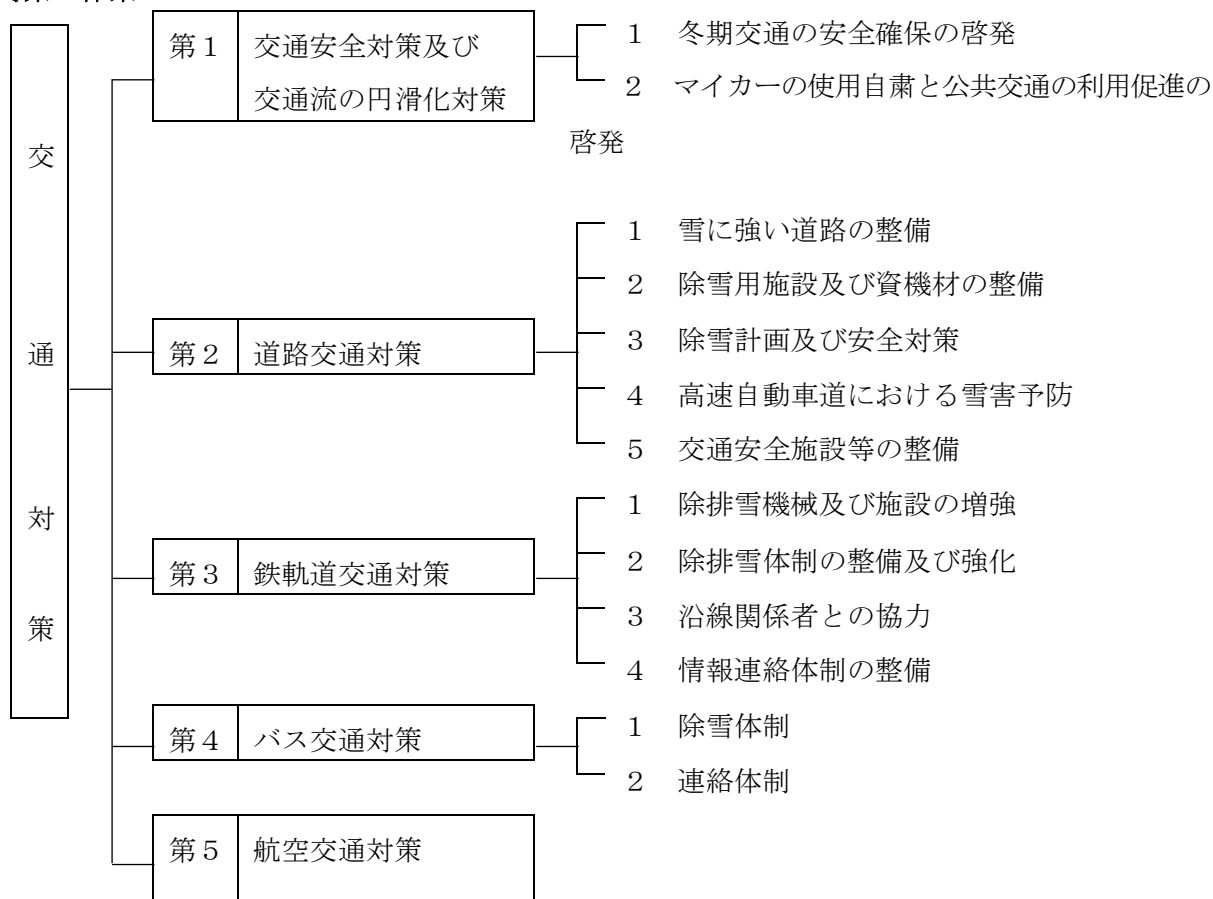 交通対策
第１ 交通安全対策及び
交通流の円滑化対策
１ 冬期交通の安全確保の啓発
２ マイカーの使用自粛と公共交通の利用促進の
啓発
第２ 道路交通対策
１ 雪に強い道路の整備
２ 除雪用施設及び資機材の整備
３ 除雪計画及び安全対策
４ 高速自動車道における雪害予防
５ 交通安全施設等の整備
第３ 鉄軌道交通対策
１ 除排雪機械及び施設の増強
２ 除排雪体制の整備及び強化
３ 沿線関係者との協力
４ 情報連絡体制の整備
第４ バス交通対策
１ 除雪体制
２ 連絡体制
第５ 航空交通対策